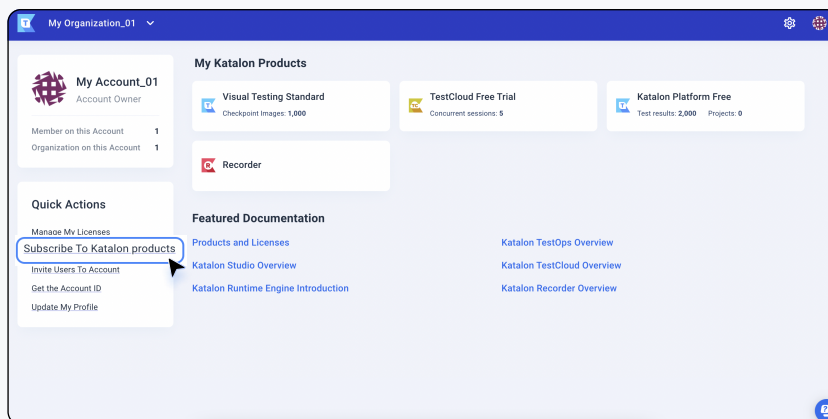 My Organization_01
My Account_01
Account Owner
Member on this Account 1
Organization on this Account 1
Quick Actions
Manage My Licenses
Subscribe To Katalon products
Invite Users To Account
Get the Account ID
Update My Profile
My Katalon Products
Visual Testing Standard
Checkpoint Images: 1,000
TestCloud Free Trial
Concurrent sessions: 5
Katalon Platform Free
Test results: 2,000 Projects: 0
Recorder
Featured Documentation
Products and Licenses
Katalon TestOps Overview
Katalon Studio Overview
Katalon TestCloud Overview
Katalon Runtime Engine Introduction
Katalon Recorder Overview